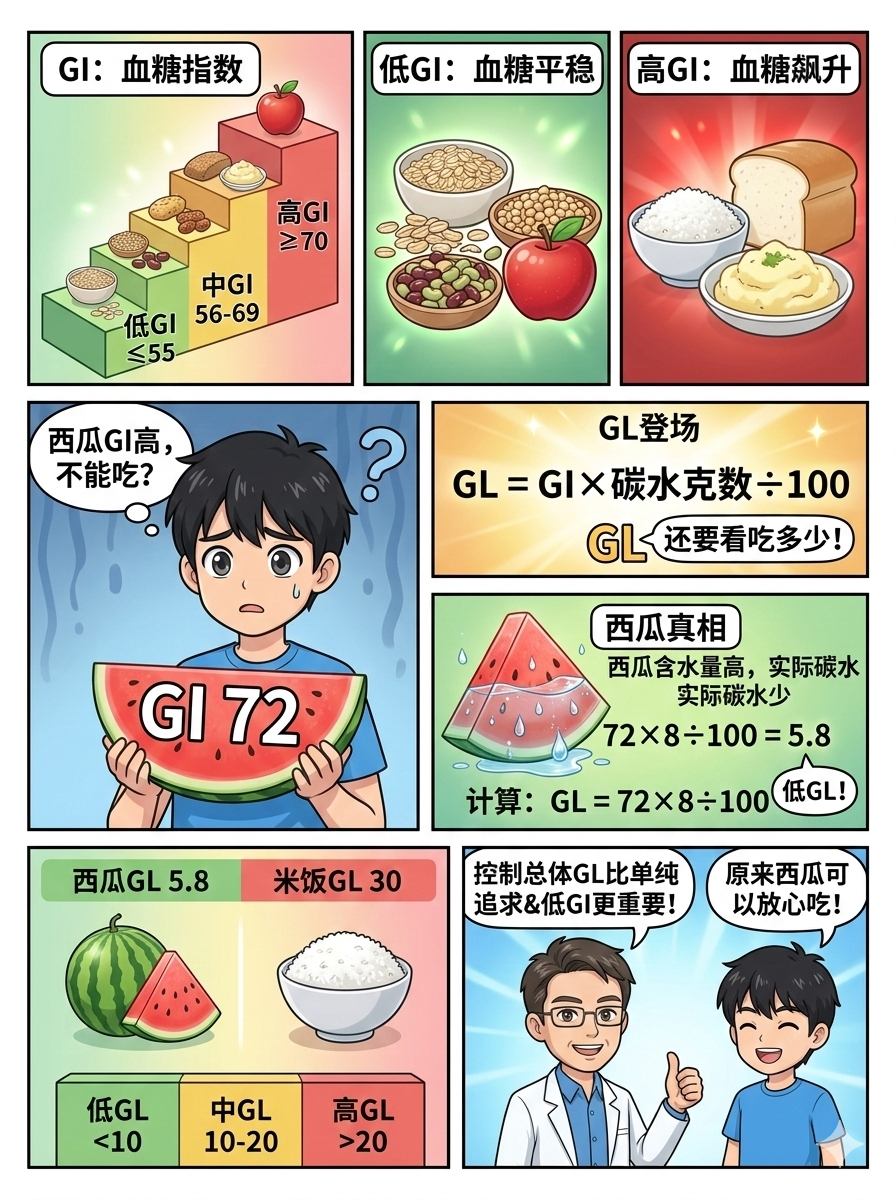 GI：血糖指数
高GI
≥70
中GI
56-69
低GI
≤55
低GI：血糖平稳
高GI：血糖飙升
西瓜GI高，
不能吃？
?
GI 72
GL登场
GL = GI×碳水克数÷100
GL
还要看吃多少！
西瓜真相
西瓜含水量高，实际碳水
实际碳水少
72×8÷100 = 5.8
低GL！
计算：GL = 72×8÷100
西瓜GL 5.8
米饭GL 30
低GL
<10
中GL
10-20
高GL
>20
控制总体GL比单纯
追求&低GI更重要！
原来西瓜可
以放心吃！